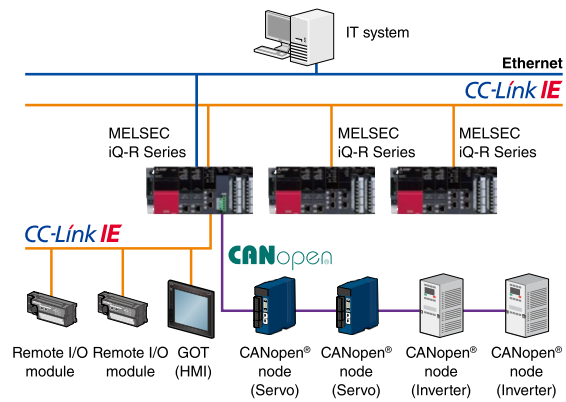 IT system
Ethernet
CC-Link IE
MELSEC
iQ-R Series
MELSEC
iQ-R Series
MELSEC
iQ-R Series
CC-Link IE
CANopen
Remote I/O
module
Remote I/O
module
GOT
(HMI)
CANopen®
node
(Servo)
CANopen®
node
(Servo)
CANopen®
node
(Inverter)
CANopen®
node
(Inverter)